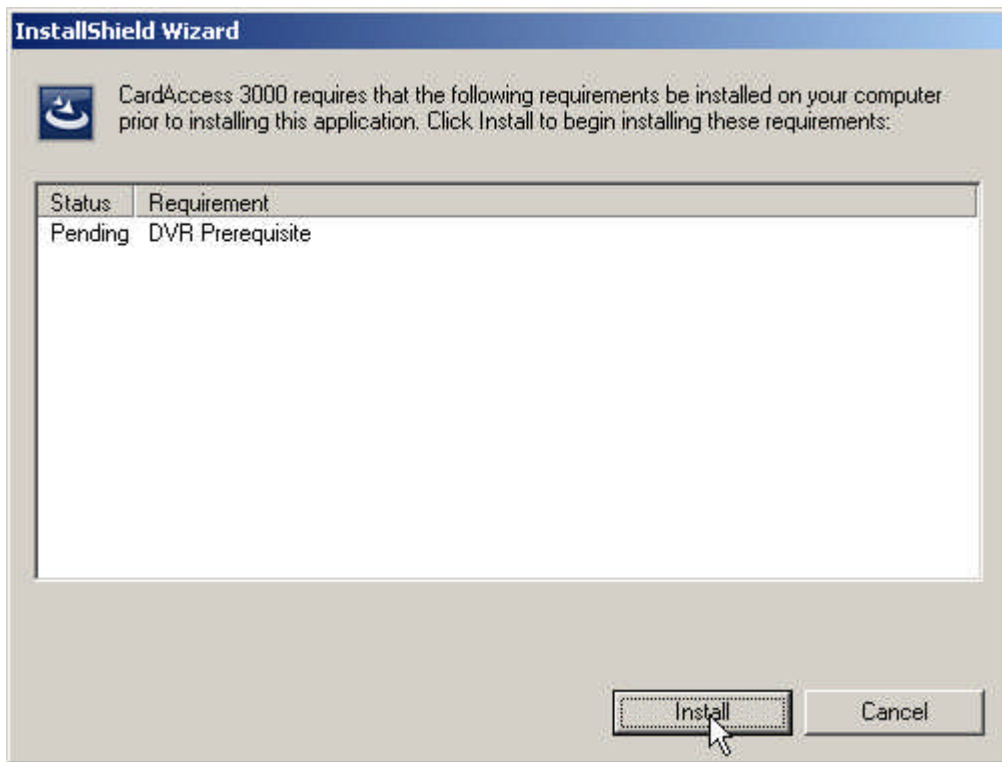 InstallShield Wizard
CardAccess 3000 requires that the following requirements be installed on your computer
prior to installing this application. Click Install to begin installing these requirements:
Status Requirement
Pending DVR Prerequisite
Install Cancel